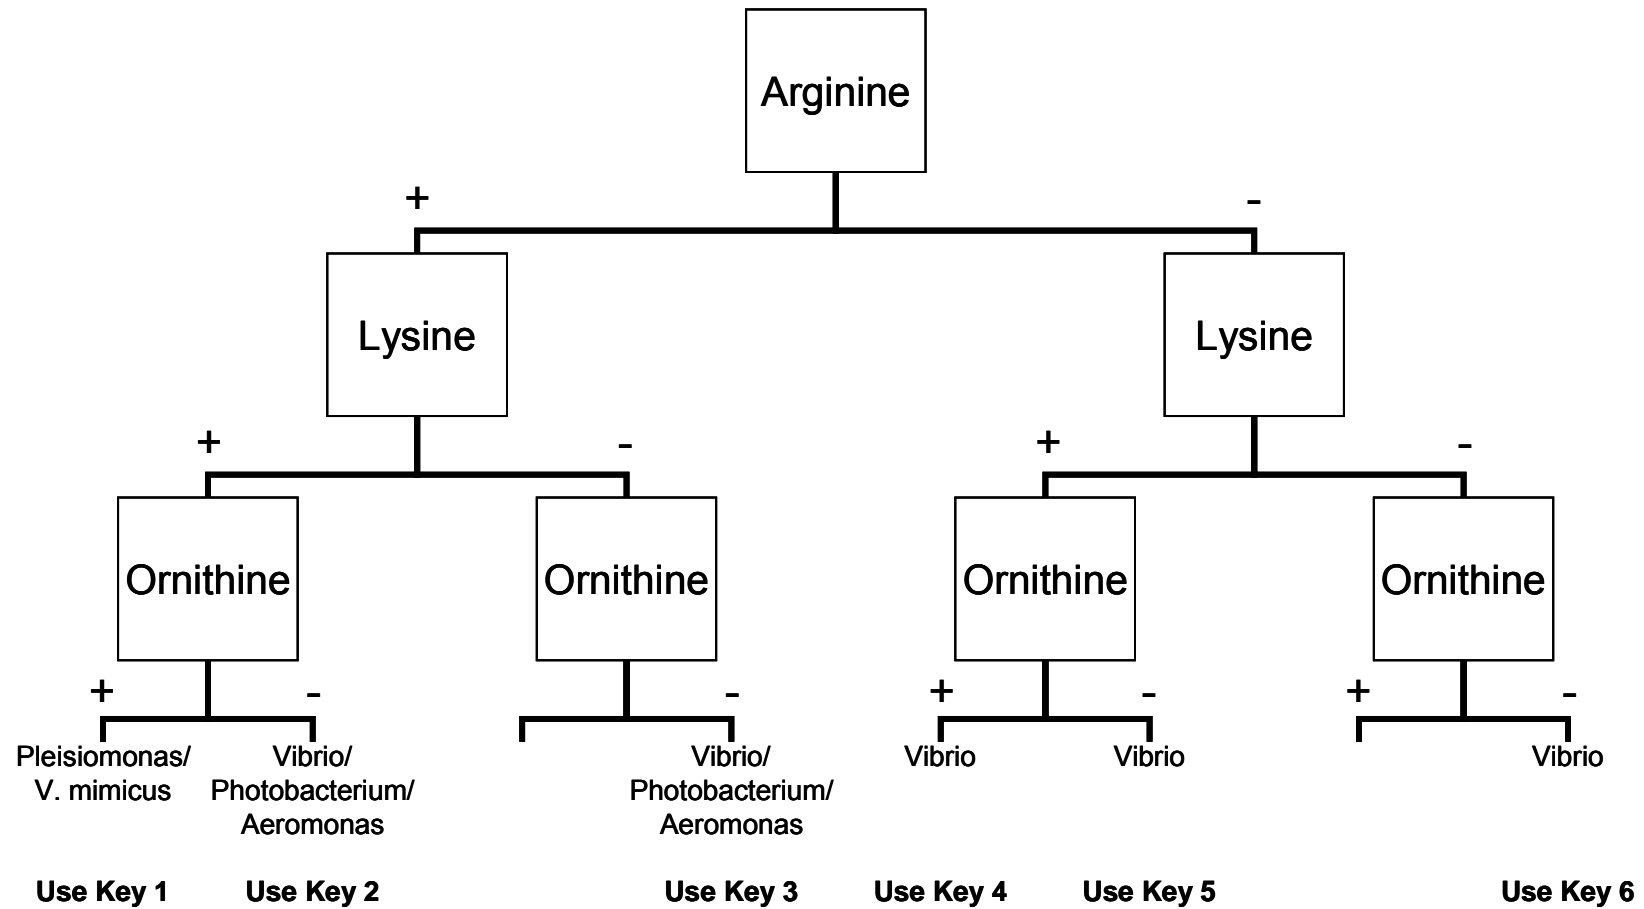 Arginine
+ -
Lysine Lysine
+ - + -
Ornithine Ornithine Ornithine Ornithine
+ - - + - + -
Pleisiomonas/ Vibrio/ Vibrio/ Vibrio Vibrio Vibrio
V. mimicus Photobacterium/ Photobacterium/
Aeromonas Aeromonas
Use Key 1 Use Key 2 Use Key 3 Use Key 4 Use Key 5 Use Key 6